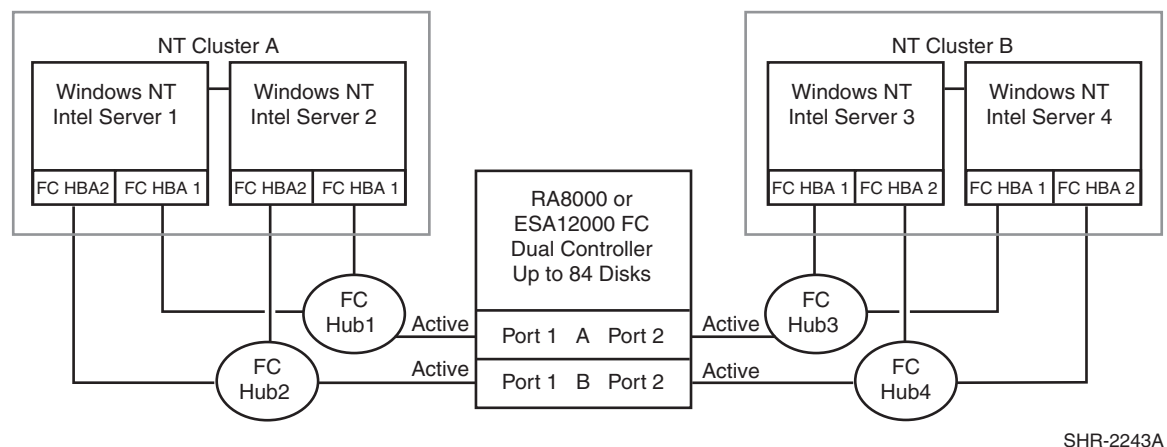 NT Cluster A
Windows NT
Intel Server 1
Windows NT
Intel Server 2
FC HBA2
FC HBA 1
FC HBA2
FC HBA 1
NT Cluster B
Windows NT
Intel Server 3
Windows NT
Intel Server 4
FC HBA 1
FC HBA 2
FC HBA 1
FC HBA 2
RA8000 or
ESA12000 FC
Dual Controller
Up to 84 Disks
FC
Hub1
Active
Port 1 A Port 2
Active
FC
Hub3
FC
Hub2
Active
Port 1 B Port 2
Active
FC
Hub4
SHR-2243A